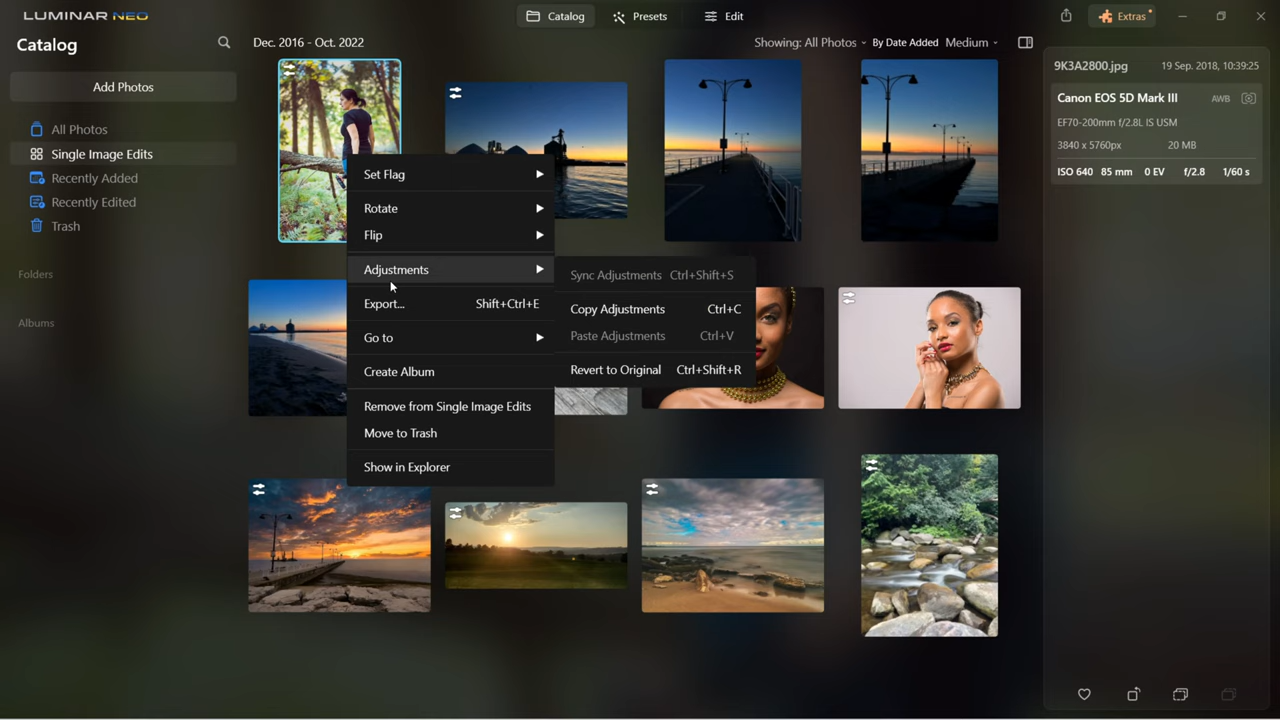 LUMINAR NEO
Catalog
Presets
Edit
Extras
Catalog
Dec. 2016 - Oct. 2022
Showing: All Photos
By Date Added
Medium
Add Photos
All Photos
Single Image Edits
Recently Added
Recently Edited
Trash
Folders
Albums
Set Flag
Rotate
Flip
Adjustments
Export... Shift+Ctrl+E
Go to
Create Album
Remove from Single Image Edits
Move to Trash
Show in Explorer
Sync Adjustments Ctrl+Shift+S
Copy Adjustments Ctrl+C
Paste Adjustments Ctrl+V
Revert to Original Ctrl+Shift+R
9K3A2800.jpg 19 Sep. 2018, 10:39:25
Canon EOS 5D Mark III AWB
EF70-200mm f/2.8L IS USM
3840 x 5760px 20 MB
ISO 640 85 mm 0 EV f/2.8 1/60 s